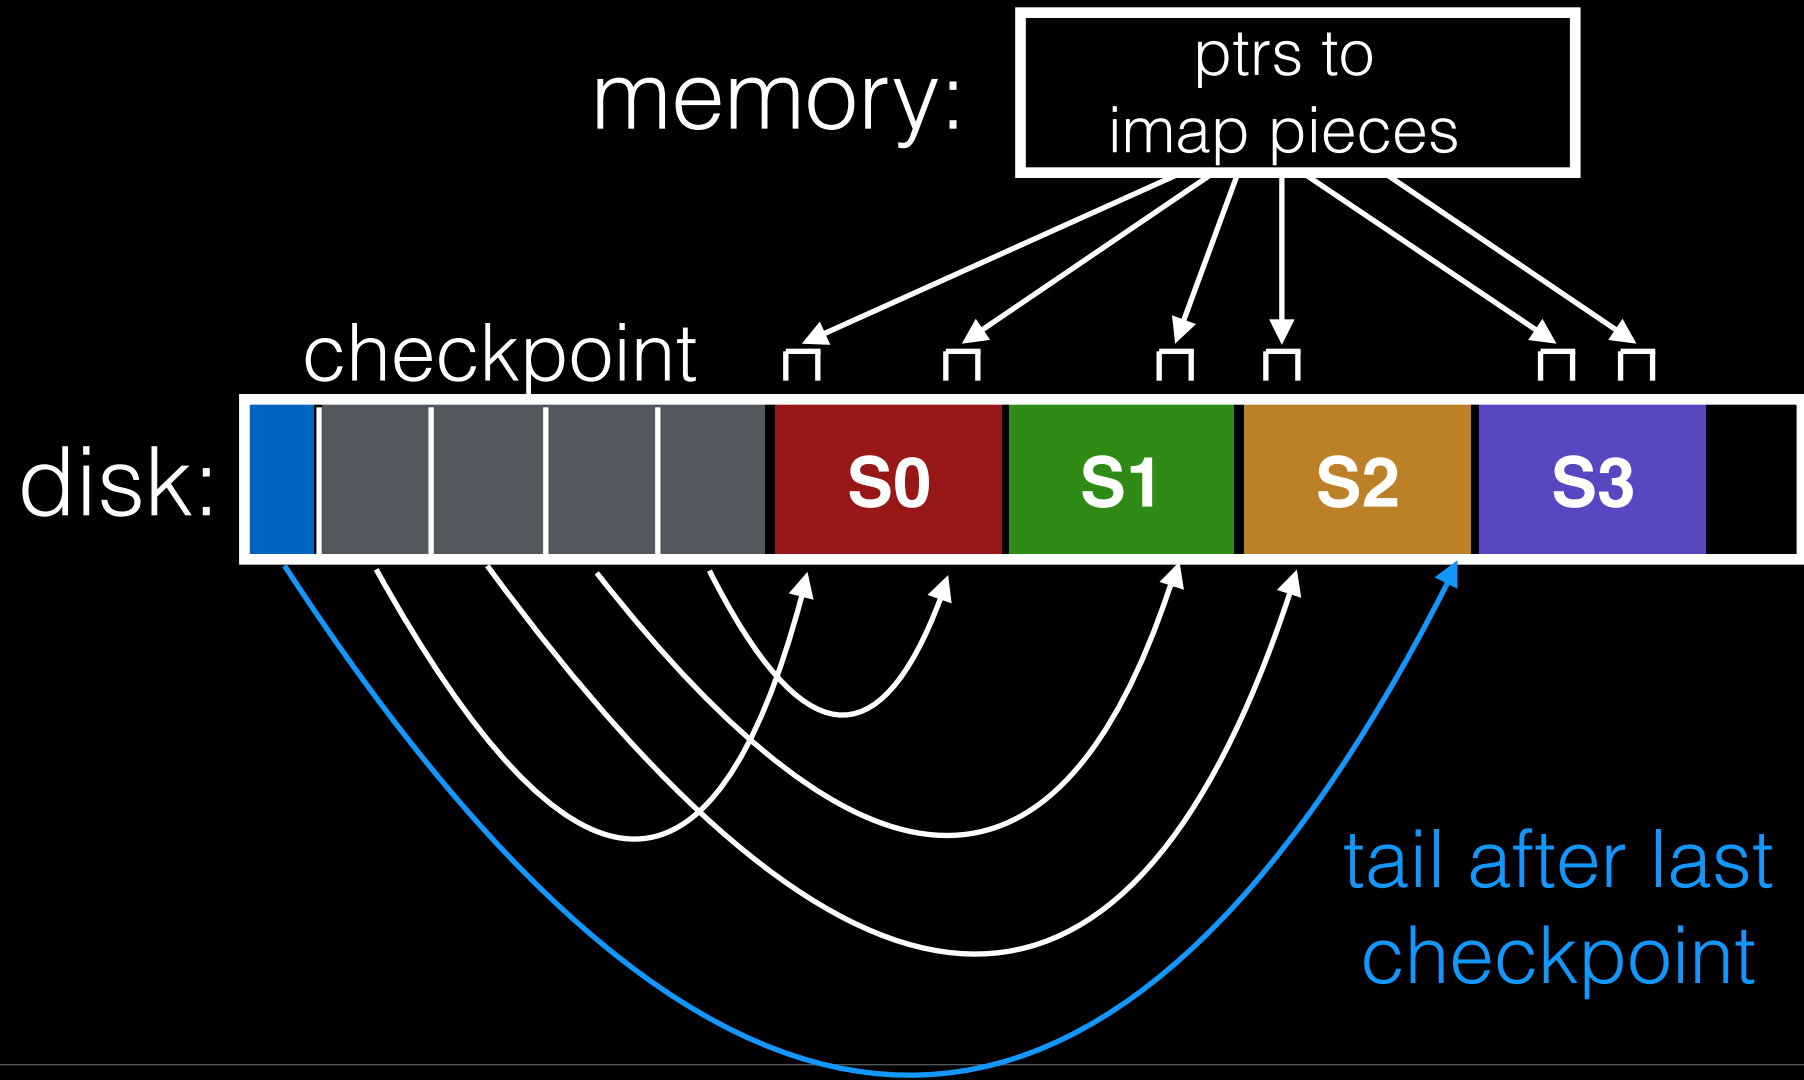 memory:
ptrs to
imap pieces
checkpoint
disk:
S0
S1
S2
S3
tail after last
checkpoint